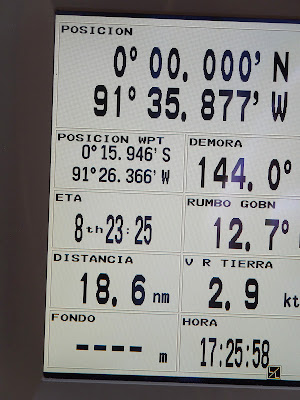 POSICION
0° 00. 000' N
91° 35. 877' W
POSICION WPT
0°15.946'S
91°26.366'W
DEMORA
144. 0°
ETA
8th23:25
RUMBO GOBN
12. 7°
DISTANCIA
18. 6 nm
V R TIERRA
2. 9 kt
FONDO
---- m
HORA
17:25:58